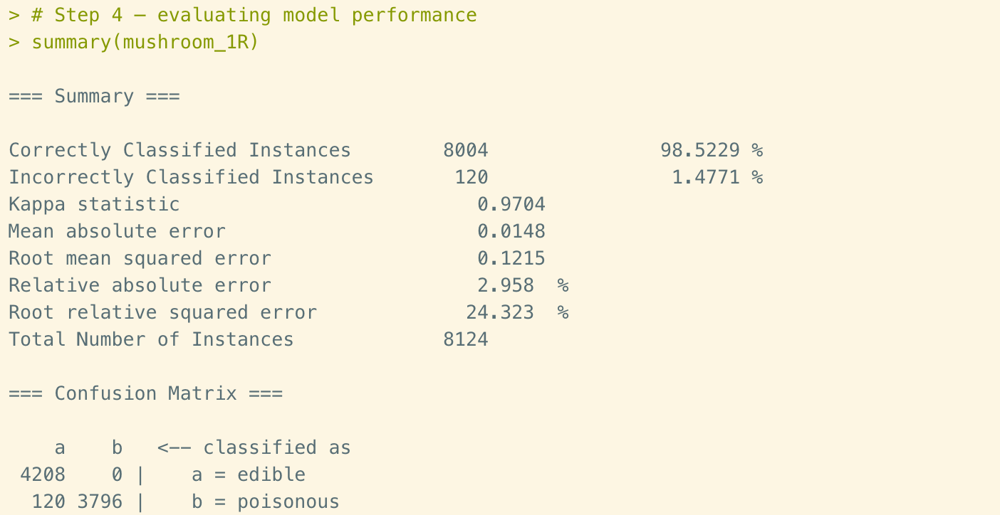 > # Step 4 – evaluating model performance
> summary(mushroom_1R)
=== Summary ===
Correctly Classified Instances        8004               98.5229 %
Incorrectly Classified Instances       120                1.4771 %
Kappa statistic                          0.9704
Mean absolute error                      0.0148
Root mean squared error                  0.1215
Relative absolute error                  2.958  %
Root relative squared error             24.323  %
Total Number of Instances             8124
=== Confusion Matrix ===
    a    b   <-- classified as
 4208    0 |    a = edible
  120 3796 |    b = poisonous